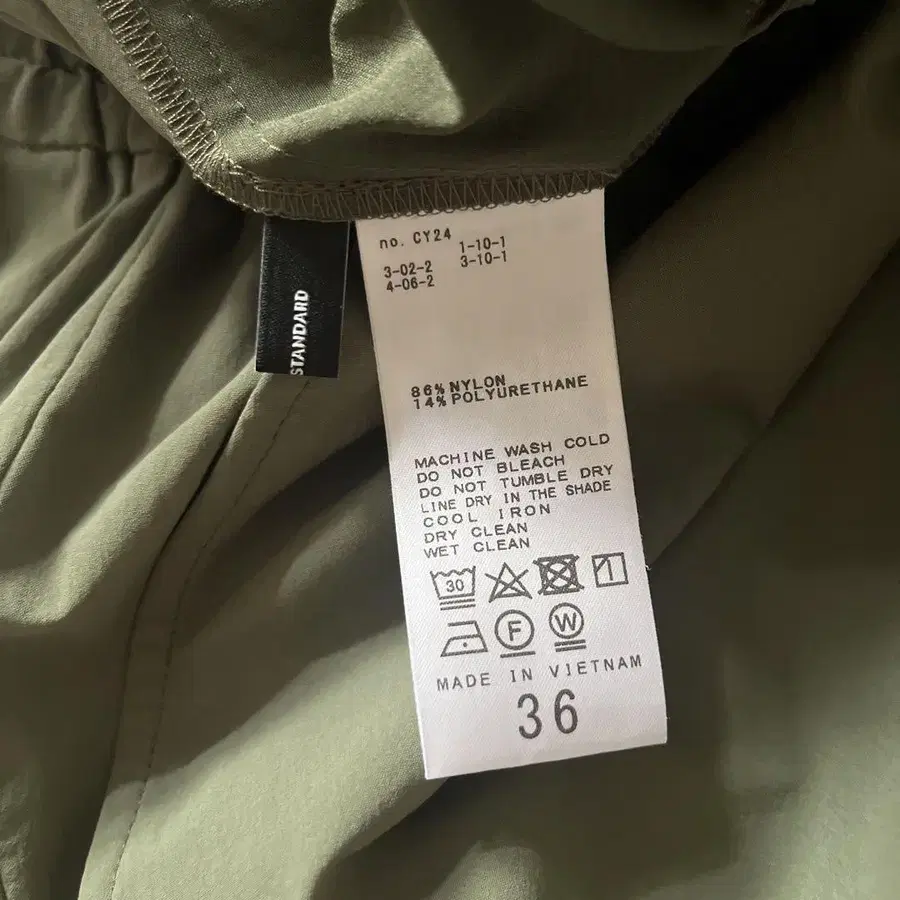 STANDARD
no. CY24
1-10-1
3-02-2 3-10-1
4-06-2
86% NYLON
14% POLYURETHANE
MACHINE WASH COLD
DO NOT BLEACH
DO NOT TUMBLE DRY
LINE DRY IN THE SHADE
COOL IRON
DRY CLEAN
WET CLEAN
30
F W
MADE IN VIETNAM
36